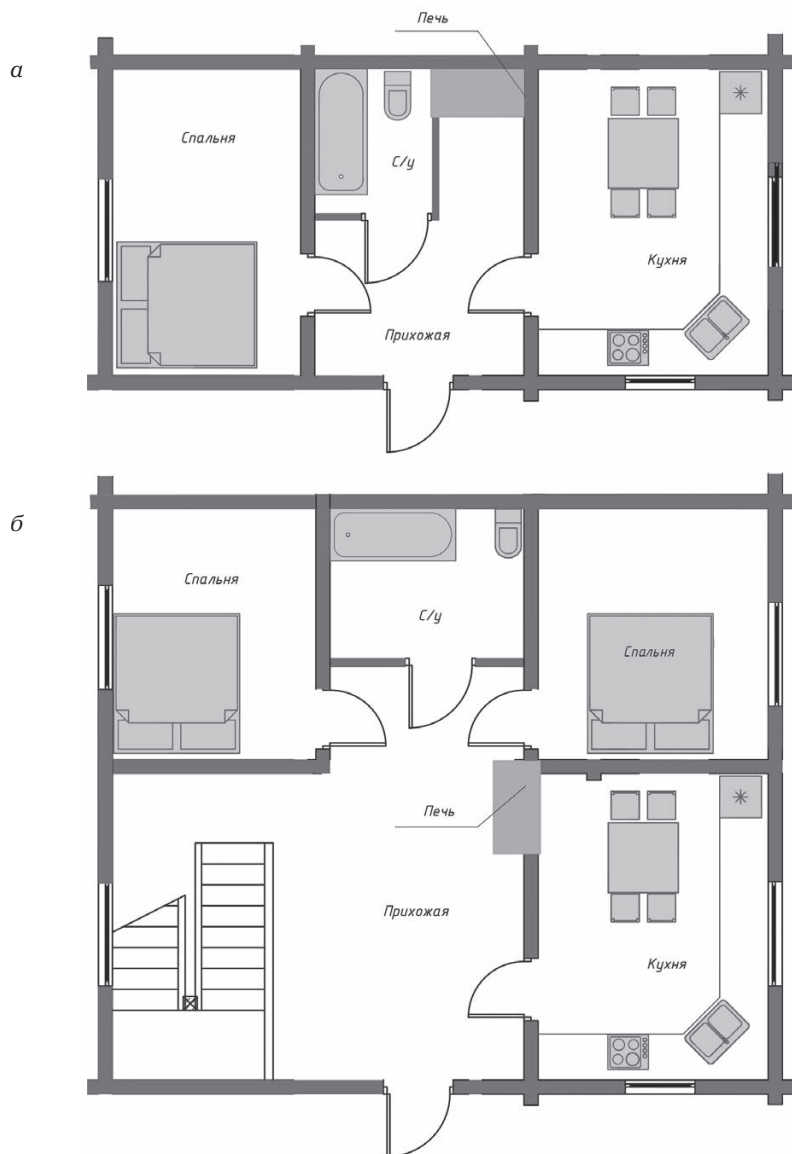 а
Печь
Спальня
С/у
Кухня
Прихожая
б
Спальня
С/у
Спальня
Печь
Прихожая
Кухня